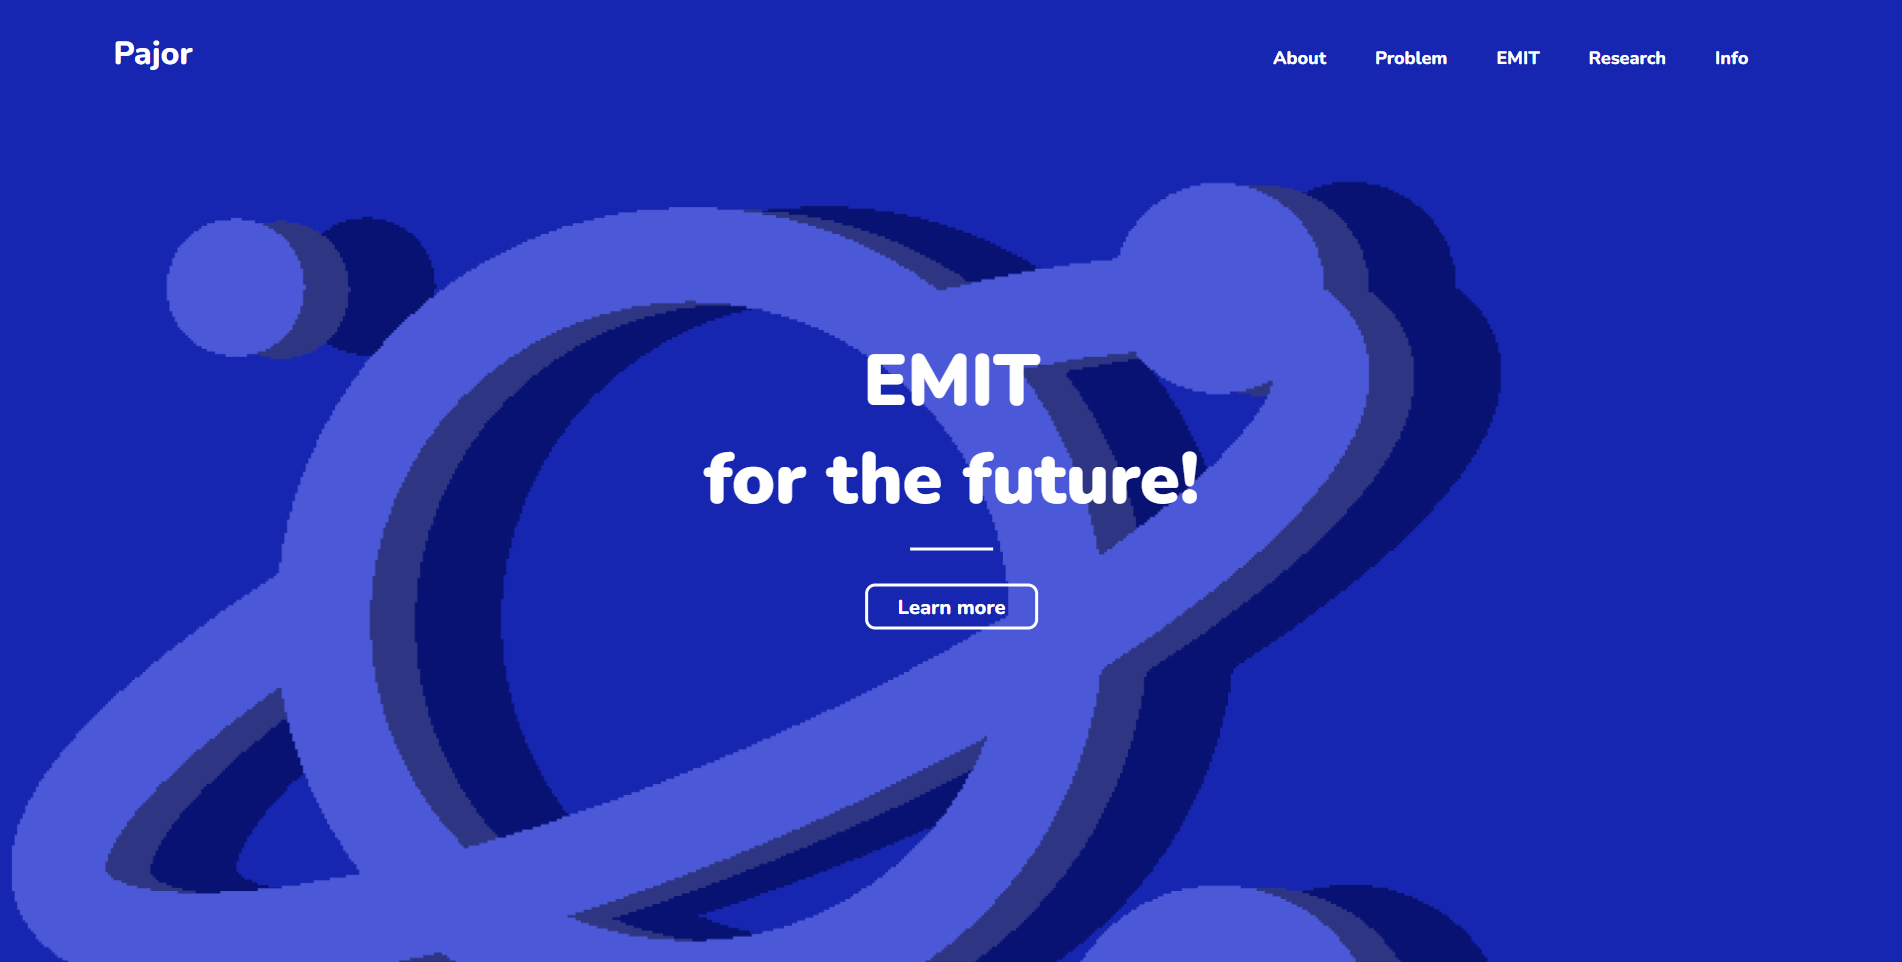 Pajor
About Problem EMIT Research Info
EMIT
for the future!
Learn more